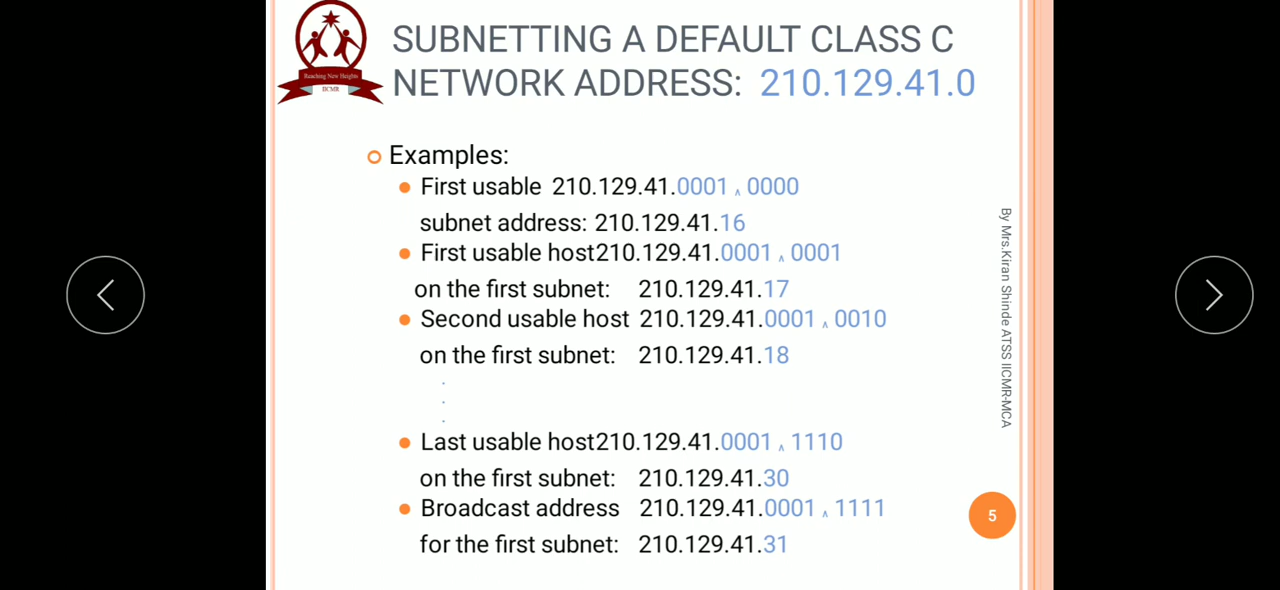 Reaching New Heights
IICMR
SUBNETTING A DEFAULT CLASS C
NETWORK ADDRESS: 210.129.41.0
Examples:
First usable 210.129.41.0001 ^ 0000
subnet address: 210.129.41.16
First usable host210.129.41.0001 ^ 0001
on the first subnet: 210.129.41.17
Second usable host 210.129.41.0001 ^ 0010
on the first subnet: 210.129.41.18
.
.
.
Last usable host210.129.41.0001 ^ 1110
on the first subnet: 210.129.41.30
Broadcast address 210.129.41.0001 ^ 1111
for the first subnet: 210.129.41.31
By Mrs.Kiran Shinde ATSS IICMR-MCA
5